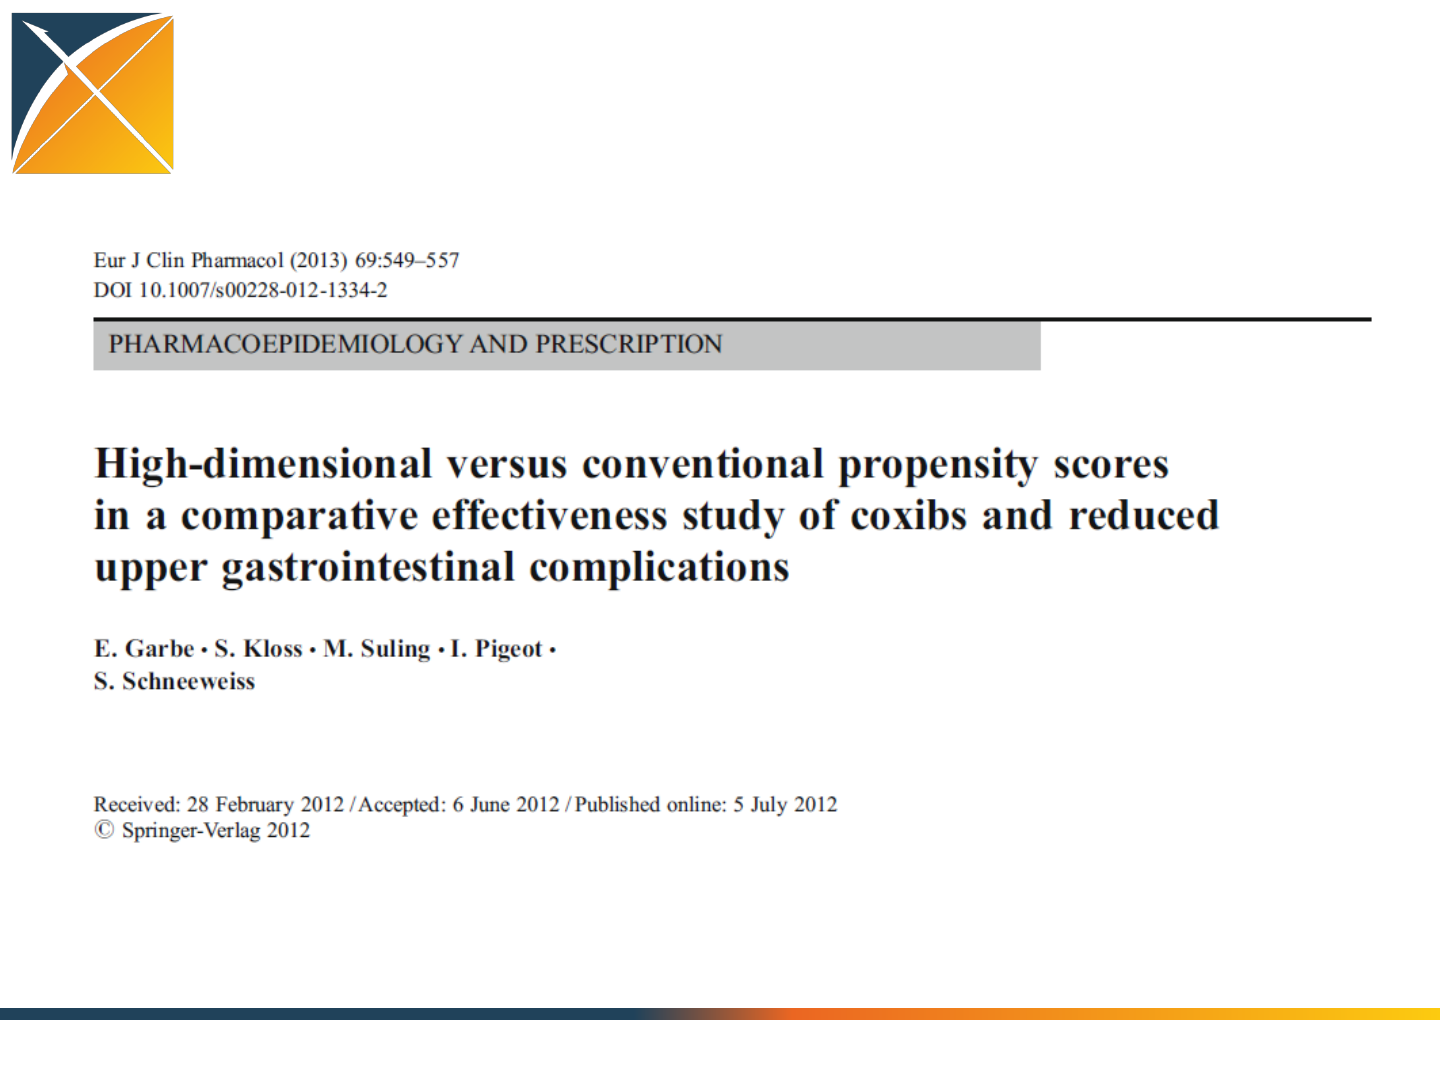 Eur J Clin Pharmacol (2013) 69:549–557
DOI 10.1007/s00228-012-1334-2
PHARMACOEPIDEMIOLOGY AND PRESCRIPTION
High-dimensional versus conventional propensity scores
in a comparative effectiveness study of coxibs and reduced
upper gastrointestinal complications
E. Garbe • S. Kloss • M. Suling • I. Pigeot •
S. Schneeweiss
Received: 28 February 2012 / Accepted: 6 June 2012 / Published online: 5 July 2012
© Springer-Verlag 2012